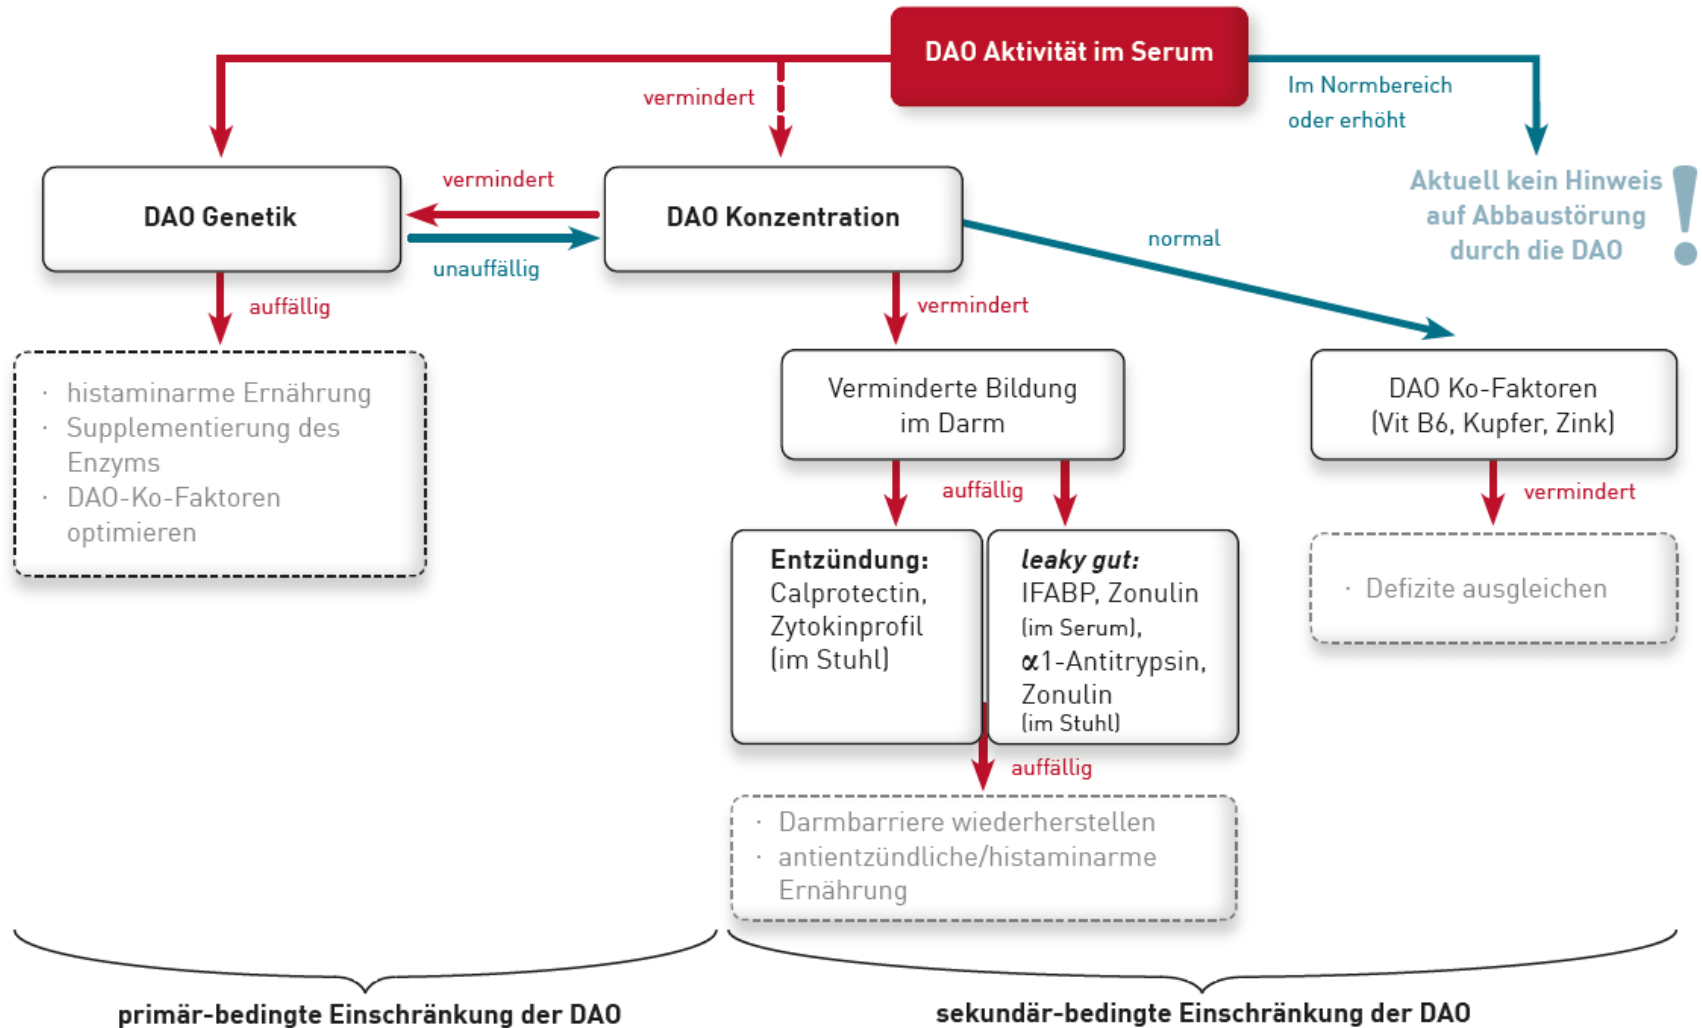 DAO Aktivität im Serum
vermindert
Im Normbereich
oder erhöht
Aktuell kein Hinweis
auf Abbaustörung
durch die DAO
!
DAO Genetik
vermindert
unauffällig
DAO Konzentration
normal
auffällig
vermindert
· histaminarme Ernährung
· Supplementierung des
Enzyms
· DAO-Ko-Faktoren
optimieren
Verminderte Bildung
im Darm
DAO Ko-Faktoren
(Vit B6, Kupfer, Zink)
auffällig
vermindert
Entzündung:
Calprotectin,
Zytokinprofil
(im Stuhl)
leaky gut:
IFABP, Zonulin
(im Serum),
α1-Antitrypsin,
Zonulin
(im Stuhl)
· Defizite ausgleichen
auffällig
· Darmbarriere wiederherstellen
· antientzündliche/histaminarme
Ernährung
primär-bedingte Einschränkung der DAO
sekundär-bedingte Einschränkung der DAO